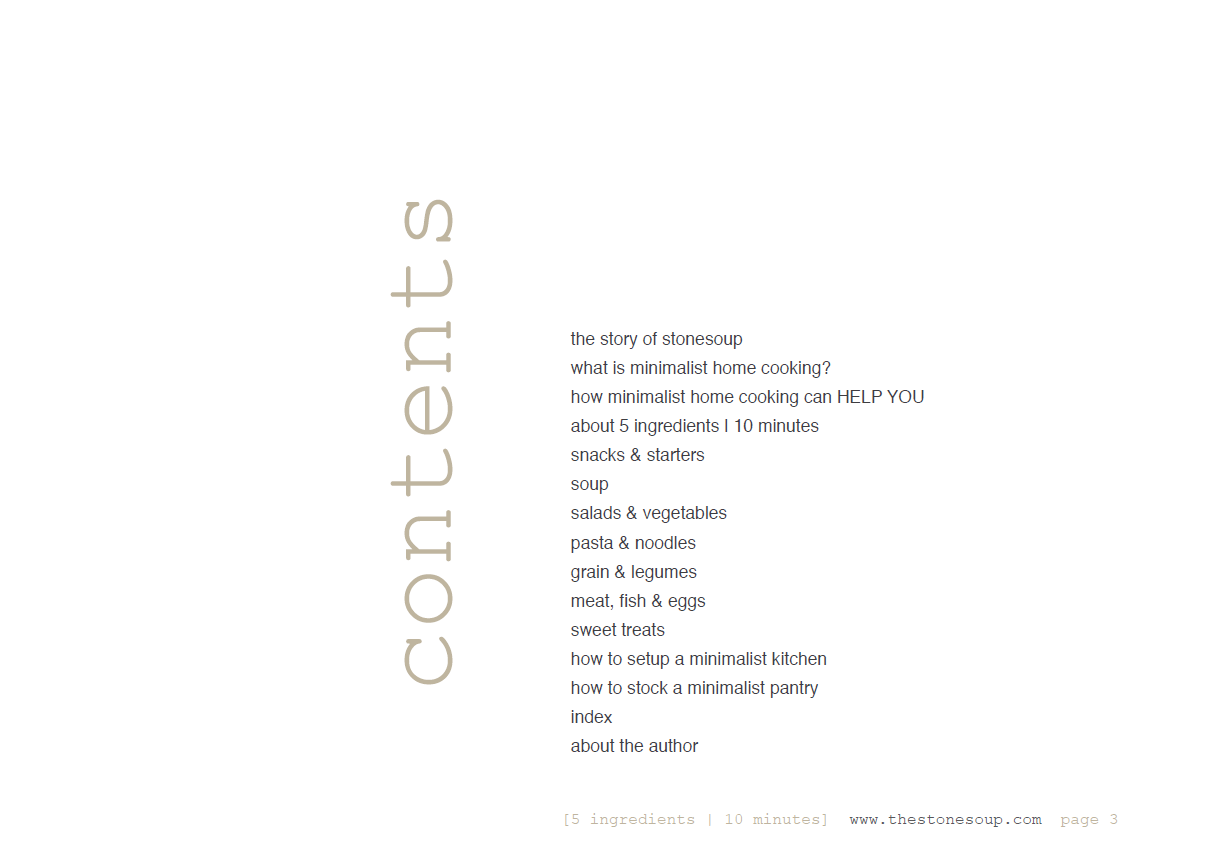 contents
the story of stonesoup
what is minimalist home cooking?
how minimalist home cooking can HELP YOU
about 5 ingredients | 10 minutes
snacks & starters
soup
salads & vegetables
pasta & noodles
grain & legumes
meat, fish & eggs
sweet treats
how to setup a minimalist kitchen
how to stock a minimalist pantry
index
about the author
[5 ingredients | 10 minutes] www.thestonesoup.com page 3